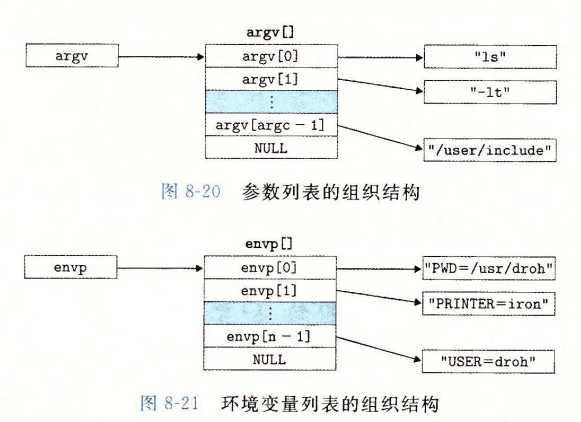 argv[]
argv
argv[0]
"ls"
argv[1]
"-lt"
⋮
argv[argc - 1]
NULL
"/user/include"
图 8-20 参数列表的组织结构
envp[]
envp
envp[0]
"PWD=/usr/droh"
envp[1]
"PRINTER=iron"
⋮
envp[n - 1]
NULL
"USER=droh"
图 8-21 环境变量列表的组织结构